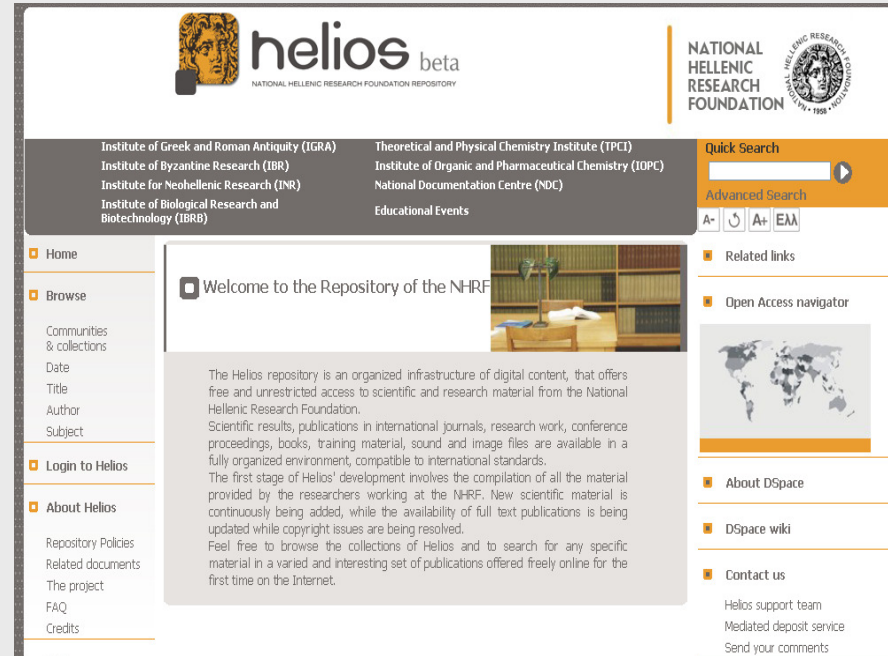 helios beta
NATIONAL HELLENIC RESEARCH FOUNDATION REPOSITORY
NATIONAL
HELLENIC
RESEARCH
FOUNDATION
NATIONAL HELLENIC RESEARCH FOUNDATION
• 1958 •
Institute of Greek and Roman Antiquity (IGRA)
Institute of Byzantine Research (IBR)
Institute for Neohellenic Research (INR)
Institute of Biological Research and
Biotechnology (IBRB)
Theoretical and Physical Chemistry Institute (TPCI)
Institute of Organic and Pharmaceutical Chemistry (IOPC)
National Documentation Centre (NDC)
Educational Events
Quick Search
Advanced Search
A- A+ Ελλ
Home
Browse
Communities
& collections
Date
Title
Author
Subject
Login to Helios
About Helios
Repository Policies
Related documents
The project
FAQ
Credits
Welcome to the Repository of the NHRF
The Helios repository is an organized infrastructure of digital content, that offers
free and unrestricted access to scientific and research material from the National
Hellenic Research Foundation.
Scientific results, publications in international journals, research work, conference
proceedings, books, training material, sound and image files are available in a
fully organized environment, compatible to international standards.
The first stage of Helios' development involves the compilation of all the material
provided by the researchers working at the NHRF. New scientific material is
continuously being added, while the availability of full text publications is being
updated while copyright issues are being resolved.
Feel free to browse the collections of Helios and to search for any specific
material in a varied and interesting set of publications offered freely online for the
first time on the Internet.
Related links
Open Access navigator
About DSpace
DSpace wiki
Contact us
Helios support team
Mediated deposit service
Send your comments